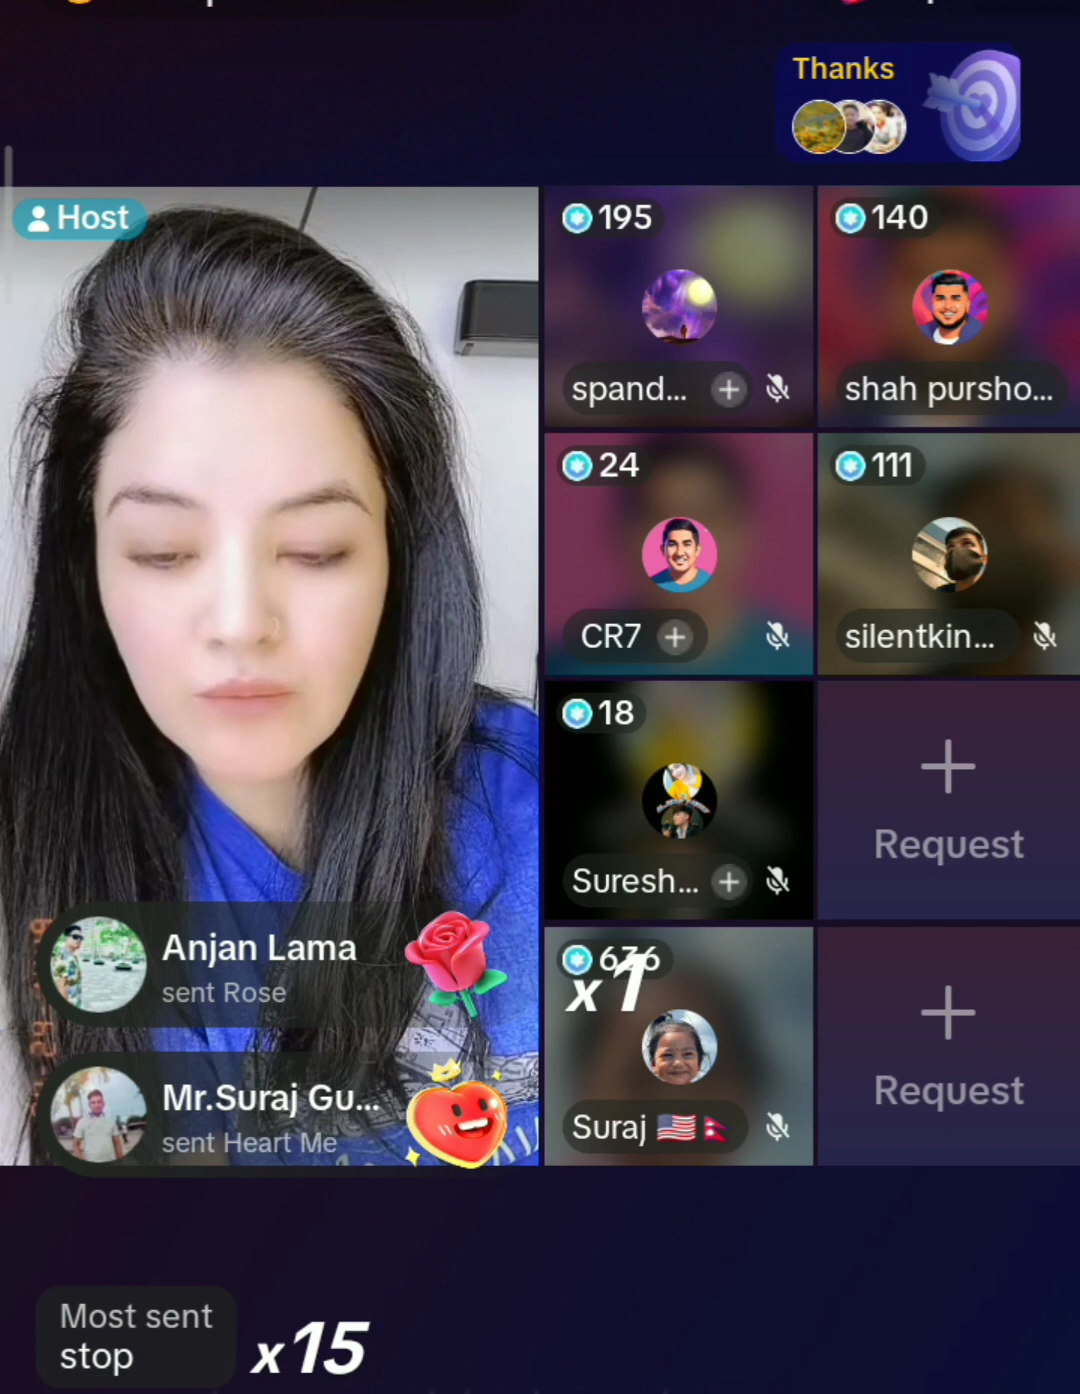 Thanks
Host
195
140
spand...
shah pursho...
24
111
CR7
silentkin...
18
Request
Suresh...
Anjan Lama
sent Rose
x1
Request
Mr.Suraj Gu...
sent Heart Me
Suraj 🇺🇸🇳🇵
Most sent
stop
x15